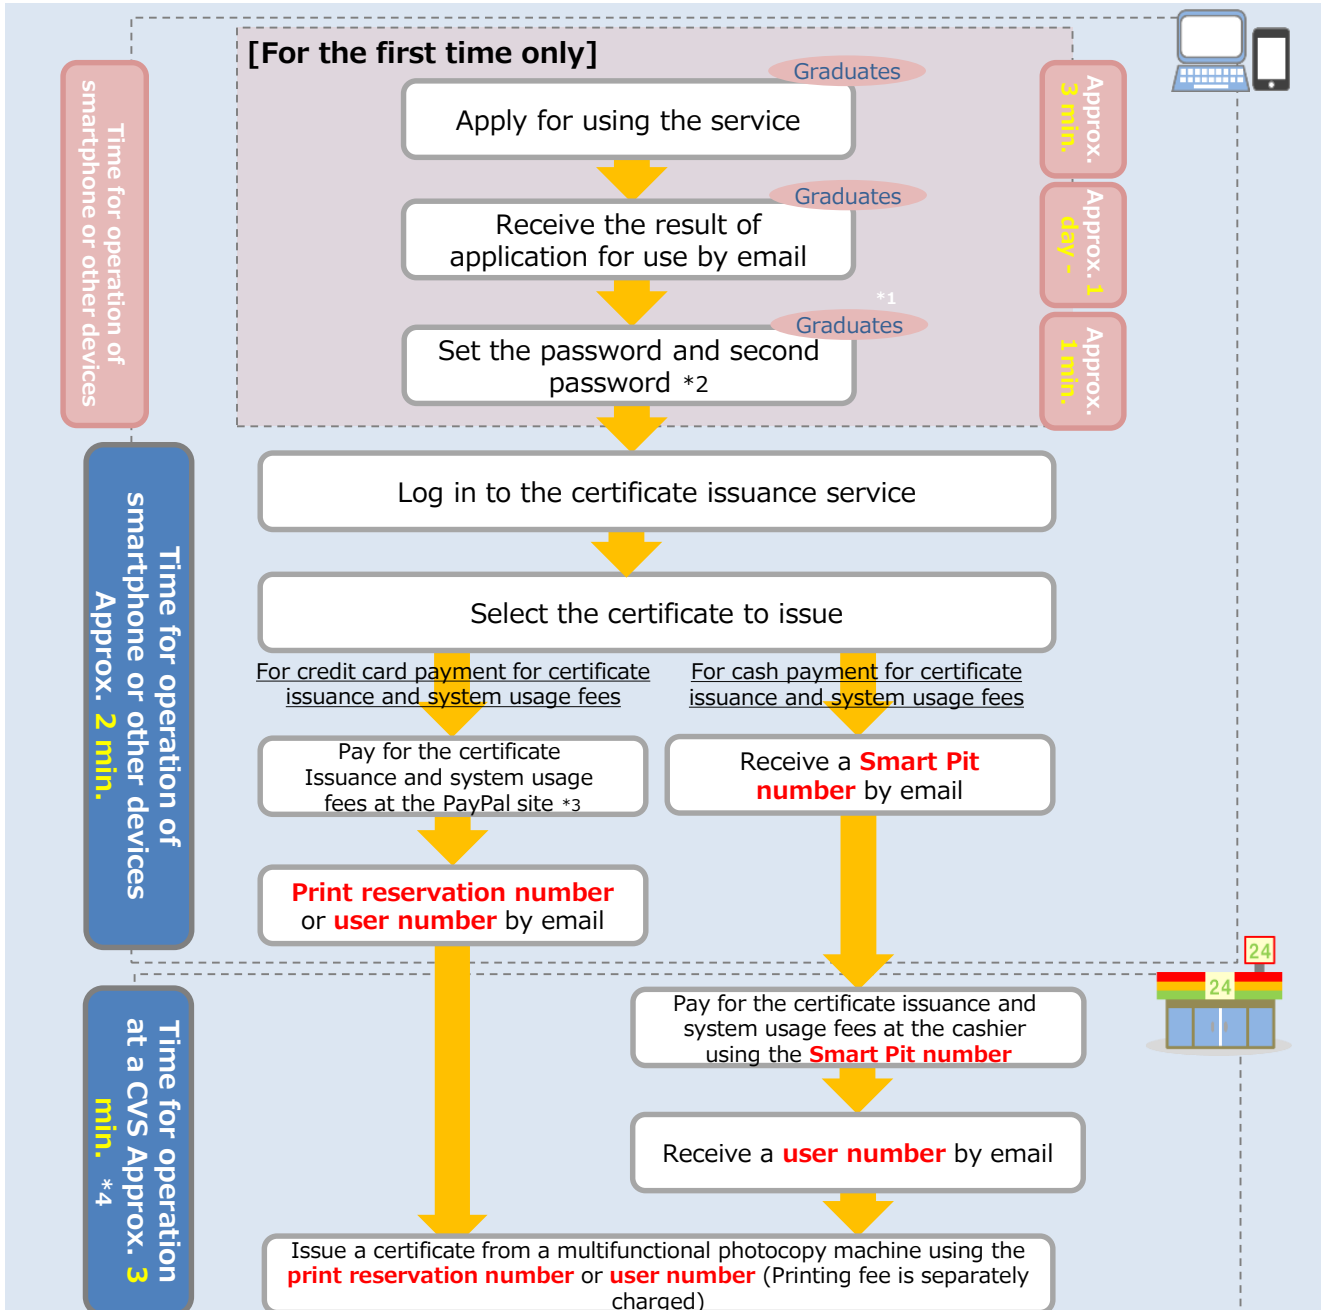 [For the first time only]
Graduates
Apply for using the service
Approx.
3 min.
Time for operation of
smartphone or other devices
Graduates
Receive the result of
application for use by email
Approx. 1
day -
*1
Graduates
Set the password and second
password *2
Approx.
1 min.
Log in to the certificate issuance service
Time for operation of
smartphone or other devices
Approx. 2 min.
Select the certificate to issue
For credit card payment for certificate
issuance and system usage fees
For cash payment for certificate
issuance and system usage fees
Pay for the certificate
Issuance and system usage
fees at the PayPal site *3
Receive a Smart Pit
number by email
Print reservation number
or user number by email
24
24
Time for operation
at a CVS Approx. 3
min. *4
Pay for the certificate issuance and
system usage fees at the cashier
using the Smart Pit number
Receive a user number by email
Issue a certificate from a multifunctional photocopy machine using the
print reservation number or user number (Printing fee is separately
charged)